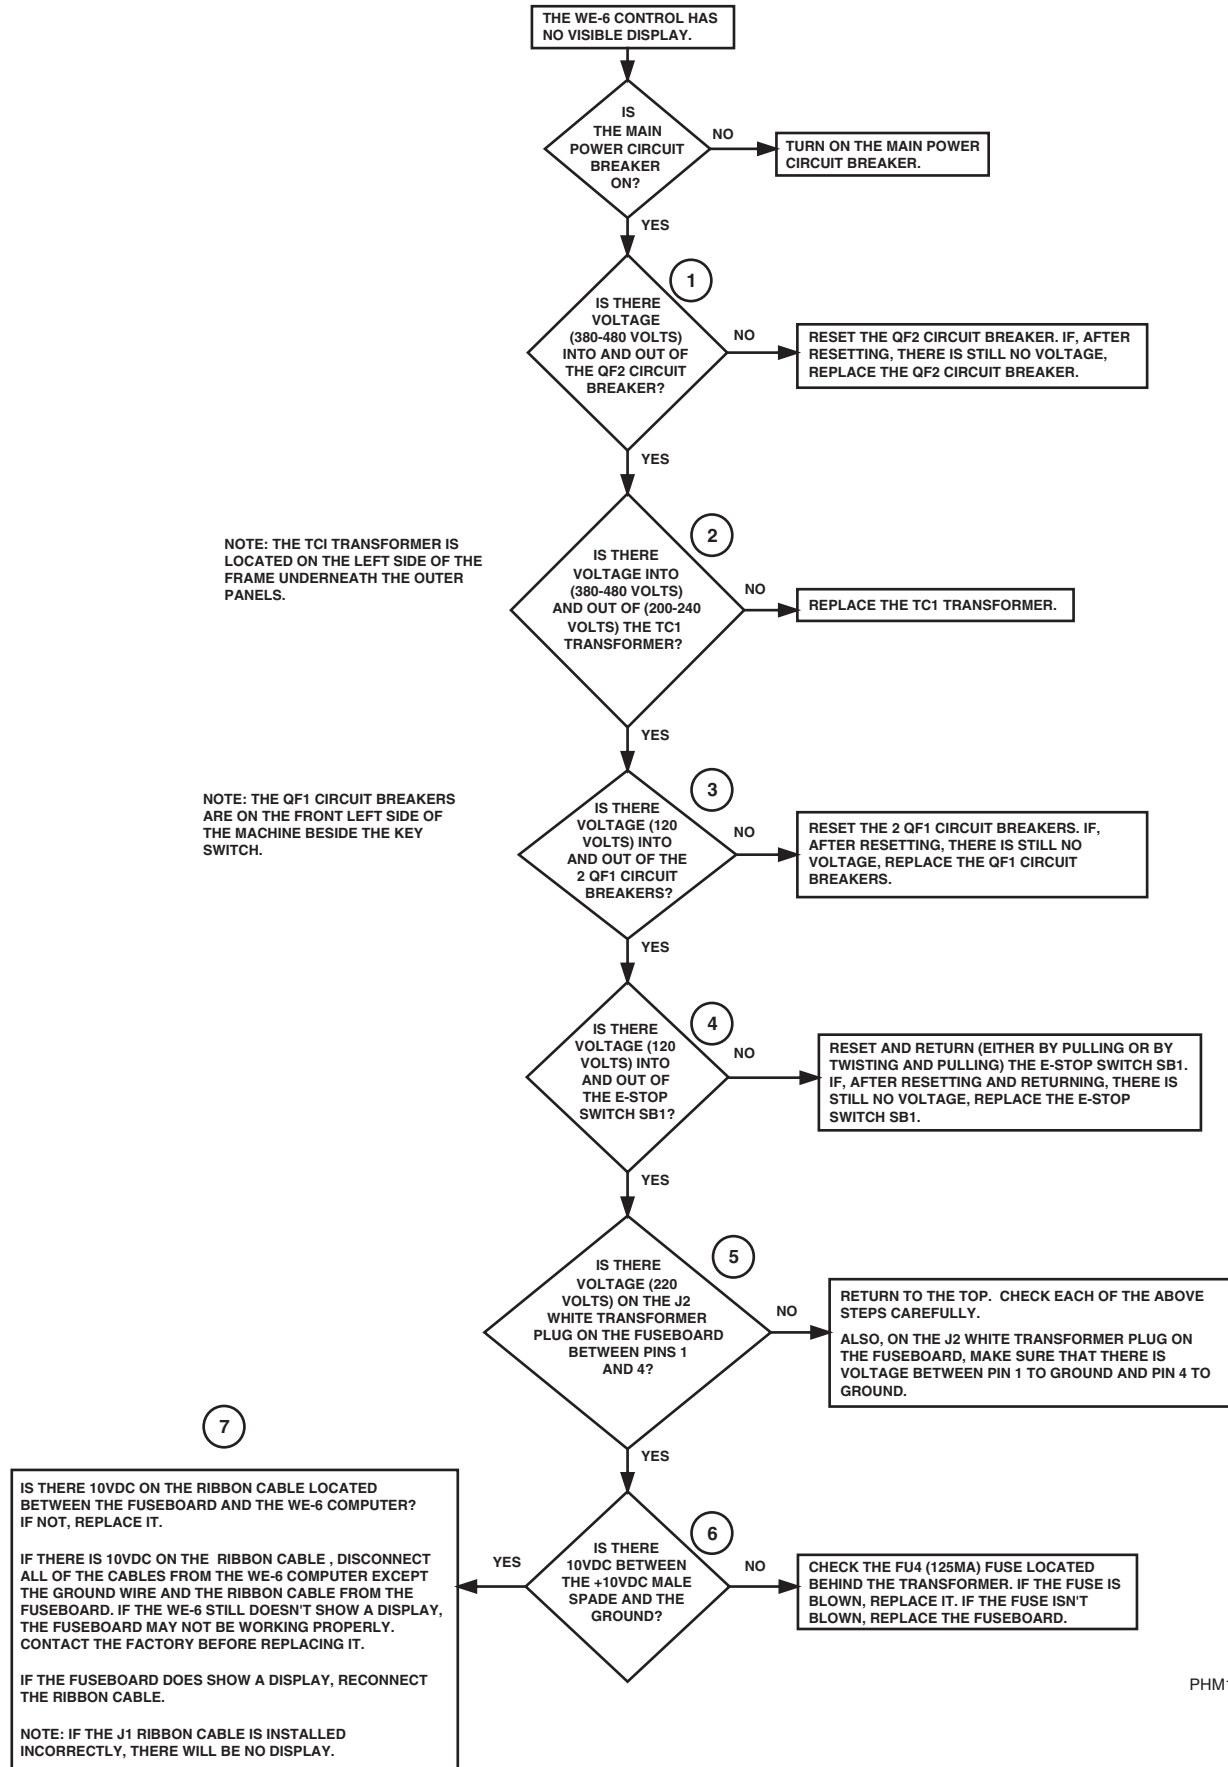 THE WE-6 CONTROL HAS
NO VISIBLE DISPLAY.
IS
THE MAIN
POWER CIRCUIT
BREAKER
ON?
NO
TURN ON THE MAIN POWER
CIRCUIT BREAKER.
YES
1
IS THERE
VOLTAGE
(380-480 VOLTS)
INTO AND OUT OF
THE QF2 CIRCUIT
BREAKER?
NO
RESET THE QF2 CIRCUIT BREAKER. IF, AFTER
RESETTING, THERE IS STILL NO VOLTAGE,
REPLACE THE QF2 CIRCUIT BREAKER.
YES
NOTE: THE TCI TRANSFORMER IS
LOCATED ON THE LEFT SIDE OF THE
FRAME UNDERNEATH THE OUTER
PANELS.
2
IS THERE
VOLTAGE INTO
(380-480 VOLTS)
AND OUT OF (200-240
VOLTS) THE TC1
TRANSFORMER?
NO
REPLACE THE TC1 TRANSFORMER.
YES
NOTE: THE QF1 CIRCUIT BREAKERS
ARE ON THE FRONT LEFT SIDE OF
THE MACHINE BESIDE THE KEY
SWITCH.
3
IS THERE
VOLTAGE (120
VOLTS) INTO
AND OUT OF THE
2 QF1 CIRCUIT
BREAKERS?
NO
RESET THE 2 QF1 CIRCUIT BREAKERS. IF,
AFTER RESETTING, THERE IS STILL NO
VOLTAGE, REPLACE THE QF1 CIRCUIT
BREAKERS.
YES
4
IS THERE
VOLTAGE (120
VOLTS) INTO
AND OUT OF
THE E-STOP
SWITCH SB1?
NO
RESET AND RETURN (EITHER BY PULLING OR BY
TWISTING AND PULLING) THE E-STOP SWITCH SB1.
IF, AFTER RESETTING AND RETURNING, THERE IS
STILL NO VOLTAGE, REPLACE THE E-STOP
SWITCH SB1.
YES
5
IS THERE
VOLTAGE (220
VOLTS) ON THE J2
WHITE TRANSFORMER
PLUG ON THE FUSEBOARD
BETWEEN PINS 1
AND 4?
NO
RETURN TO THE TOP. CHECK EACH OF THE ABOVE
STEPS CAREFULLY.
ALSO, ON THE J2 WHITE TRANSFORMER PLUG ON
THE FUSEBOARD, MAKE SURE THAT THERE IS
VOLTAGE BETWEEN PIN 1 TO GROUND AND PIN 4 TO
GROUND.
YES
6
IS THERE
10VDC BETWEEN
THE +10VDC MALE
SPADE AND THE
GROUND?
NO
CHECK THE FU4 (125MA) FUSE LOCATED
BEHIND THE TRANSFORMER. IF THE FUSE IS
BLOWN, REPLACE IT. IF THE FUSE ISN'T
BLOWN, REPLACE THE FUSEBOARD.
YES
7
IS THERE 10VDC ON THE RIBBON CABLE LOCATED
BETWEEN THE FUSEBOARD AND THE WE-6 COMPUTER?
IF NOT, REPLACE IT.
IF THERE IS 10VDC ON THE RIBBON CABLE , DISCONNECT
ALL OF THE CABLES FROM THE WE-6 COMPUTER EXCEPT
THE GROUND WIRE AND THE RIBBON CABLE FROM THE
FUSEBOARD. IF THE WE-6 STILL DOESN'T SHOW A DISPLAY,
THE FUSEBOARD MAY NOT BE WORKING PROPERLY.
CONTACT THE FACTORY BEFORE REPLACING IT.
IF THE FUSEBOARD DOES SHOW A DISPLAY, RECONNECT
THE RIBBON CABLE.
NOTE: IF THE J1 RIBBON CABLE IS INSTALLED
INCORRECTLY, THERE WILL BE NO DISPLAY.